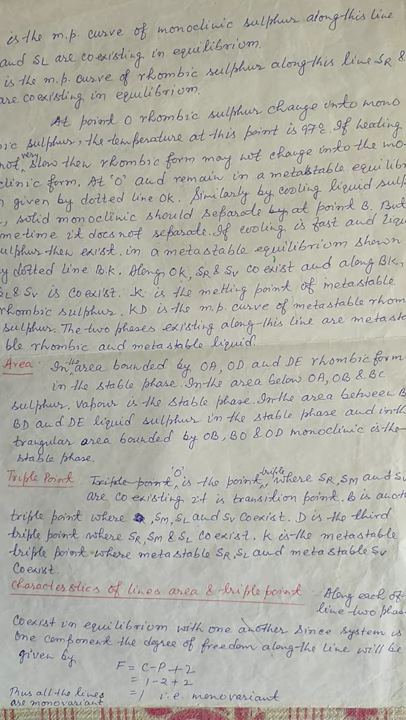 is the m.p. curve of monoclinic sulphur along this line
and SL are coexisting in equilibrium.
is the m.p. curve of rhombic sulphur along this line SR &
are coexisting in equilibrium.
At point O rhombic sulphur change into mono
ic sulphur, the temperature at this point is 97°. If heating
not very slow then rhombic form may not change into the mo-
clinic form. At 'O' and remain in a metastable equilib
given by dotted line OK. Similarly by cooling liquid sulp
, solid monoclinic should separate by at point B. But
metime it does not separate. If cooling is fast and liqu
ulphur then exist in a metastable equilibrium shown
by dotted line BK. Along OK, SR & SV co exist and along BK,
SL & SV is coexist. K is the melting point of metastable
rhombic sulphur. KD is the m.p. curve of metastable rhom
sulphur. The two phases existing along this line are metasta
ble rhombic and metastable liquid.
Area : In the area bounded by OA, OD and DE rhombic form
in the stable phase. In the area below OA, OB & BC
sulphur. vapour is the stable phase. In the area between B
BD and DE liquid sulphur in the stable phase and in th
trangular area bounded by OB, BD & OD monoclinic is the
stable phase.
Triple Point Triple point, 'O' is the point, triple where SR, SM and S
are co existing it is transition point. B is anot
triple point where SM, SL and SV coexist. D is the third
triple point where SR, SM & SL coexist. K is the metastable
triple point where metastable SR, SL and metastable SV
coexist.
Characterstics of lines area & triple point : Along each of
line two phas
Coexist in equilibrium with one another since system is
one component the degree of freedom along the line will be
given by
F = C-P+2
= 1-2+2
= 1 i.e monovariant
Thus all the lines
are monovariant